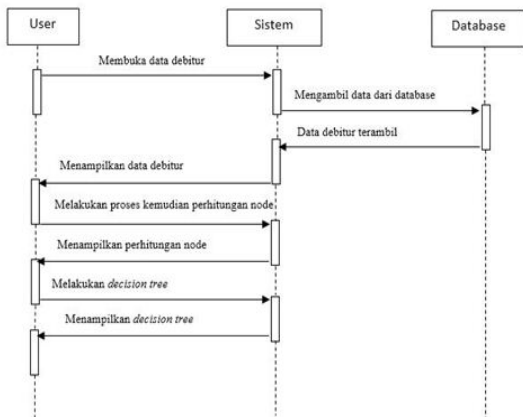 User
Sistem
Database
Membuka data debitur
Mengambil data dari database
Data debitur terambil
Menampilkan data debitur
Melakukan proses kemudian perhitungan node
Menampilkan perhitungan node
Melakukan decision tree
Menampilkan decision tree